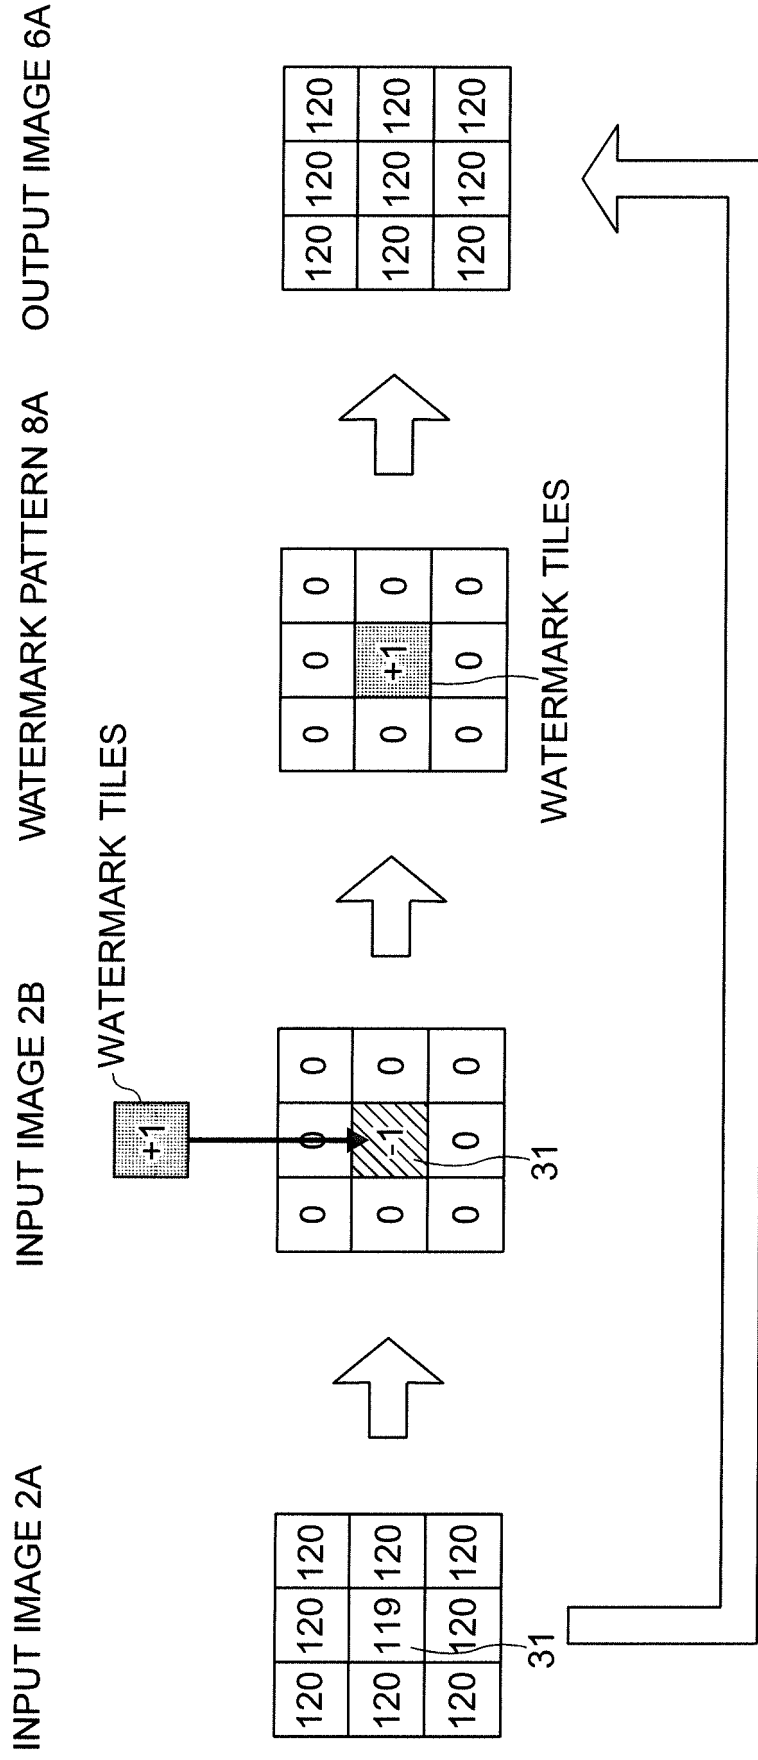 INPUT IMAGE 2A
120 120 120
120 119 120
120 120 120
31
INPUT IMAGE 2B
+1
WATERMARK TILES
0 0 0
0 -1 0
0 0 0
31
WATERMARK PATTERN 8A
0 0 0
0 +1 0
0 0 0
WATERMARK TILES
OUTPUT IMAGE 6A
120 120 120
120 120 120
120 120 120